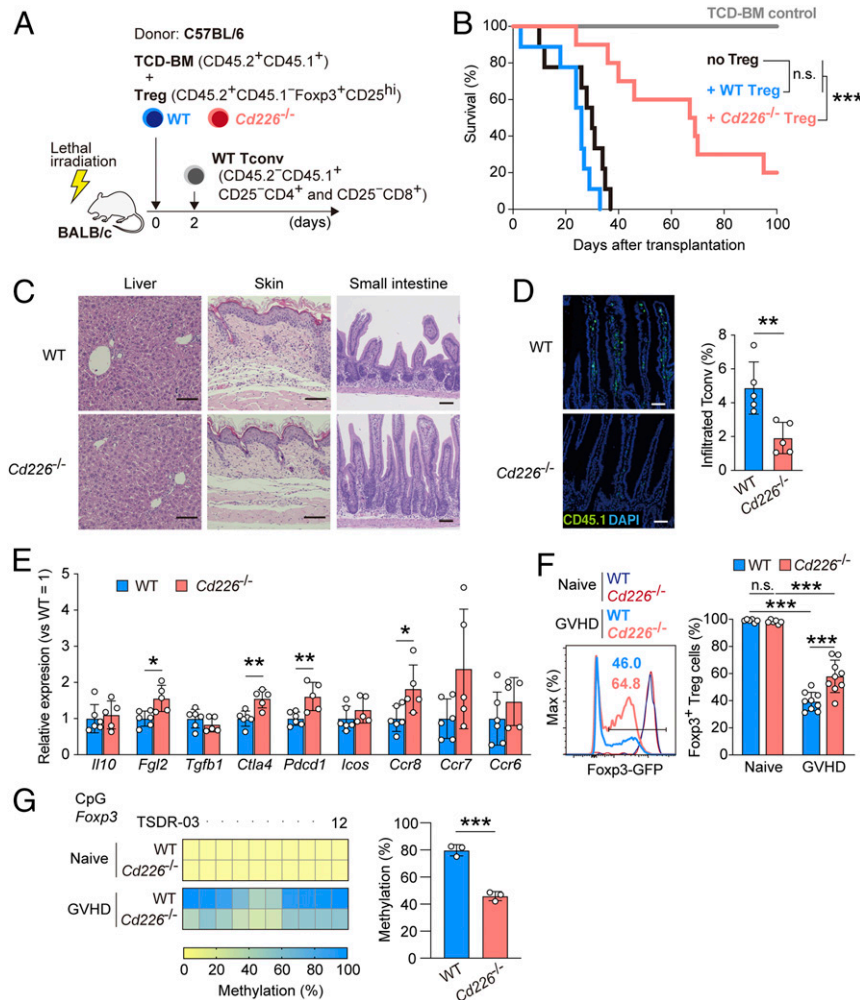 A
Donor: C57BL/6
TCD-BM (CD45.2⁺CD45.1⁺)
+
Treg (CD45.2⁺CD45.1⁻Foxp3⁺CD25ʰⁱ)
WT
Cd226⁻/⁻
Lethal
irradiation
WT Tconv
(CD45.2⁻CD45.1⁺
CD25⁻CD4⁺ and CD25⁻CD8⁺)
BALB/c
0
2
(days)
B
TCD-BM control
no Treg
+ WT Treg
+ Cd226⁻/⁻ Treg
n.s.
***
Survival (%)
100
80
60
40
20
0
0 20 40 60 80 100
Days after transplantation
C
Liver
Skin
Small intestine
WT
Cd226⁻/⁻
D
WT
Cd226⁻/⁻
CD45.1 DAPI
Infiltrated Tconv (%)
10
8
6
4
2
0
**
WT
Cd226⁻/⁻
E
Relative expresion (vs WT = 1)
WT
Cd226⁻/⁻
5
4
3
2
1
0
*
**
**
*
Il10
Fgl2
Tgfb1
Ctla4
Pdcd1
Icos
Ccr8
Ccr7
Ccr6
F
Naive
WT
Cd226⁻/⁻
GVHD
WT
Cd226⁻/⁻
46.0
64.8
Max (%)
Foxp3-GFP
WT
Cd226⁻/⁻
n.s.
***
***
***
Foxp3⁺ Treg cells (%)
100
80
60
40
20
0
Naive
GVHD
G
CpG
Foxp3
TSDR-03 · · · · · · · · 12
Naive
WT
Cd226⁻/⁻
GVHD
WT
Cd226⁻/⁻
0 20 40 60 80 100
Methylation (%)
Methylation (%)
100
80
60
40
20
0
***
WT
Cd226⁻/⁻